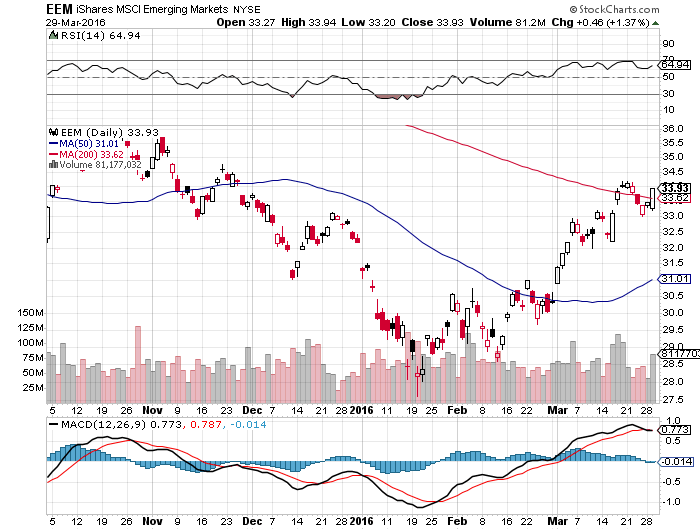 EEM iShares MSCI Emerging Markets NYSE © StockCharts.com
29-Mar-2016 Open 33.27 High 33.94 Low 33.20 Close 33.93 Volume 81.2M Chg +0.46 (+1.37%)
RSI(14) 64.94
90
70
64.94
50
30
10
EEM (Daily) 33.93
MA(50) 31.01
MA(200) 33.62
Volume 81,177,032
36.0
35.5
35.0
34.5
34.0
33.93
33.62
33.0
32.5
32.0
31.5
31.01
30.5
30.0
29.5
29.0
28.5
81177032
28.0
27.5
150M
125M
100M
75M
50M
25M
5 12 19 26 Nov 9 16 23 Dec 7 14 21 28 2016 11 19 25 Feb 8 16 22 Mar 7 14 21 28
MACD(12,26,9) 0.773, 0.787, -0.014
0.773
0.5
-0.014
-0.5
-1.0
5 12 19 26 Nov 9 16 23 Dec 7 14 21 28 2016 11 19 25 Feb 8 16 22 Mar 7 14 21 28